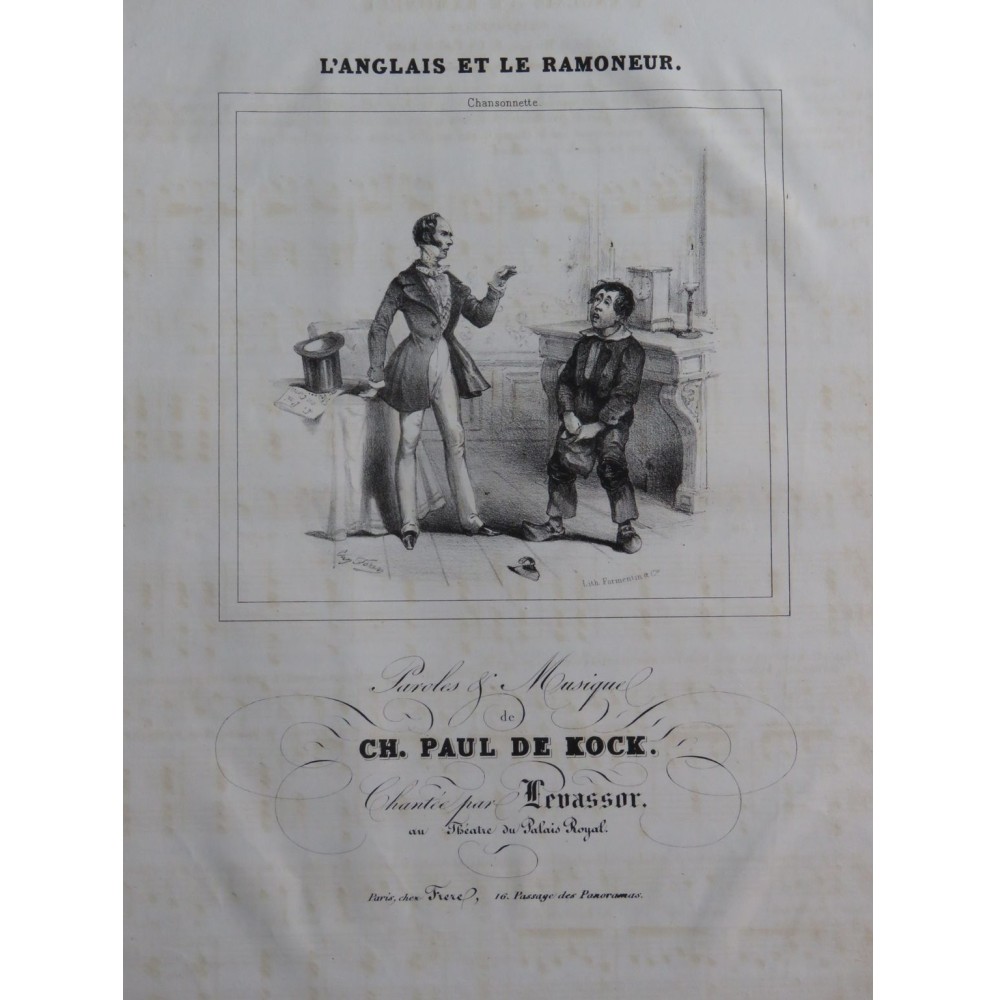 L'ANGLAIS ET LE RAMONEUR.
Chansonnette.
Lith. Formentin & Cie.
Paroles & Musique
de
CH. PAUL DE KOCK.
Chantée par Levassor.
au Théatre du Palais Royal.
Paris, chez Frere, 16. Passage des Panoramas.